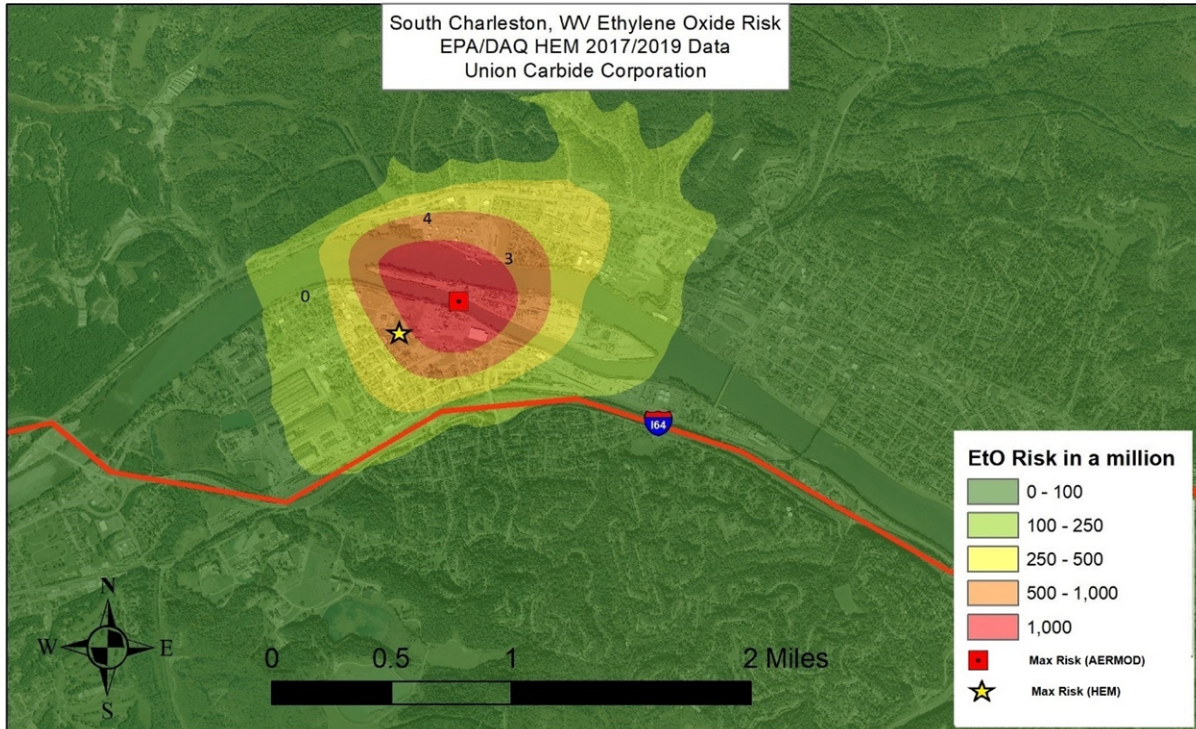 South Charleston, WV Ethylene Oxide Risk
EPA/DAQ HEM 2017/2019 Data
Union Carbide Corporation
4
3
0
I64
EtO Risk in a million
0 - 100
100 - 250
250 - 500
500 - 1,000
1,000
Max Risk (AERMOD)
Max Risk (HEM)
N
W E
S
0 0.5 1 2 Miles